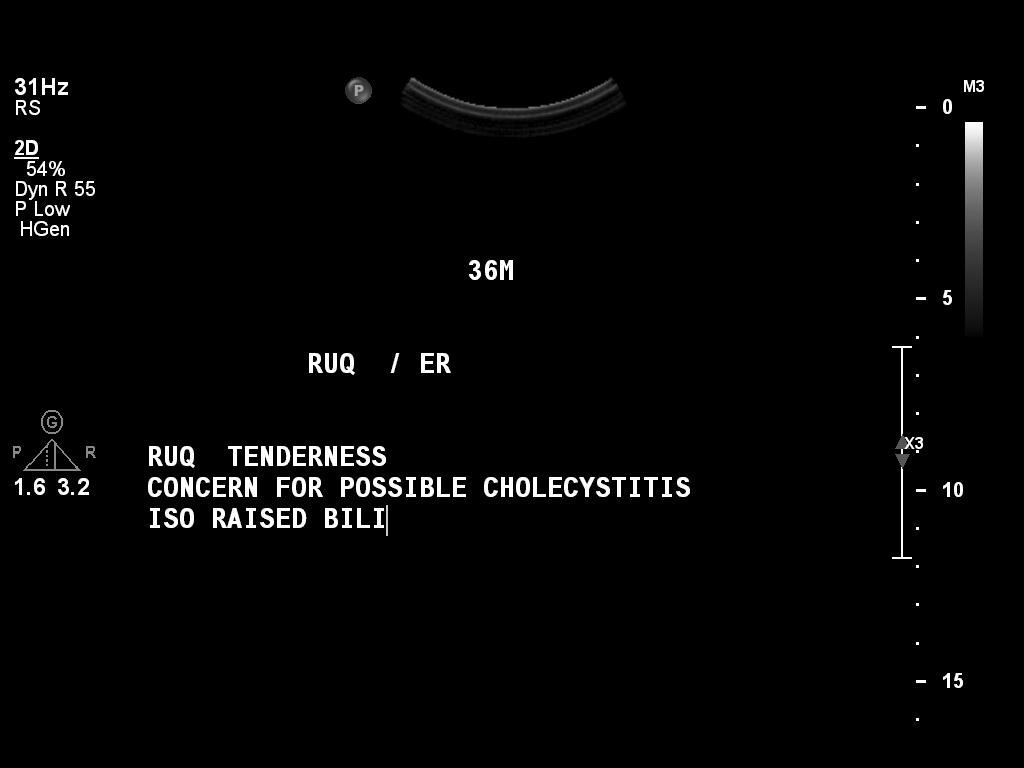 M3
31Hz
RS
P
0
2D
54%
Dyn R 55
P Low
HGen
36M
5
RUQ / ER
G
P R
X3
1.6 3.2
RUQ TENDERNESS
CONCERN FOR POSSIBLE CHOLECYSTITIS
10
ISO RAISED BILI
15